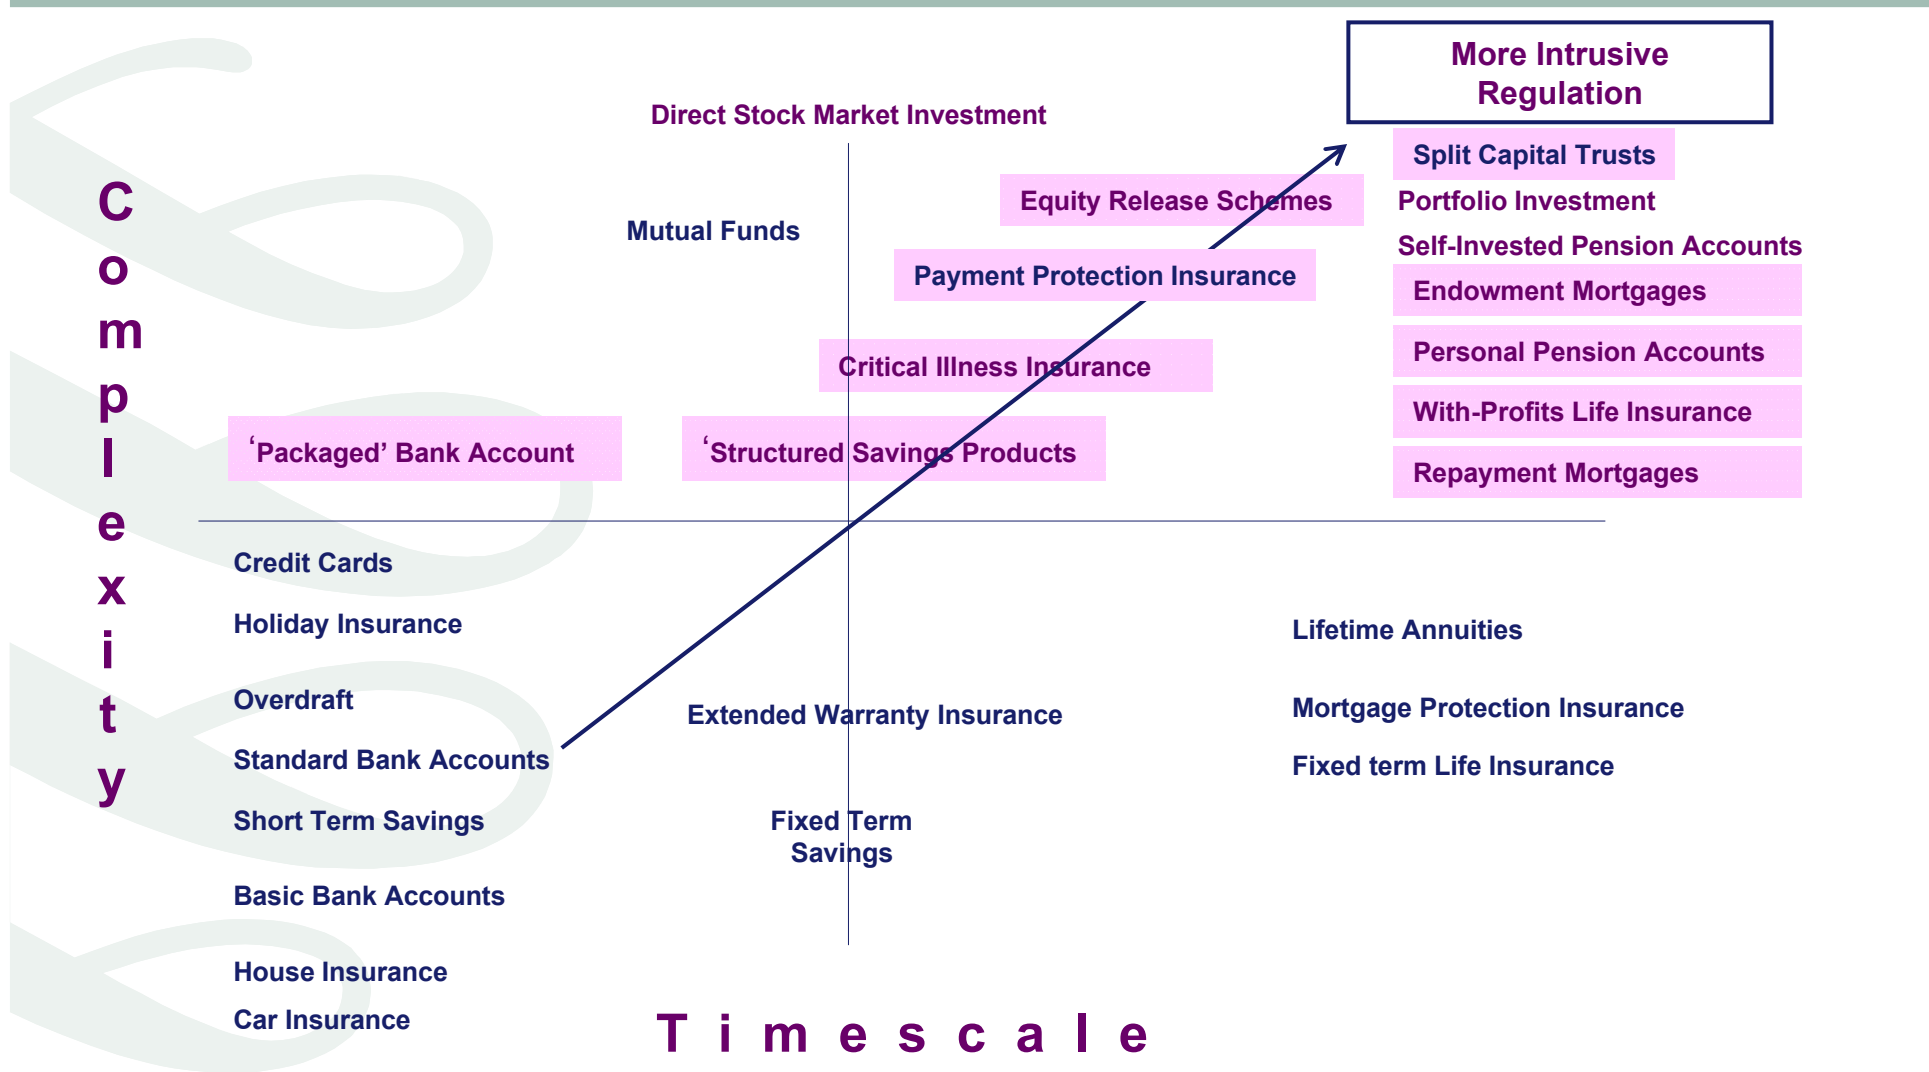 More Intrusive
Regulation
Direct Stock Market Investment
Split Capital Trusts
Equity Release Schemes
Portfolio Investment
Mutual Funds
Self-Invested Pension Accounts
Payment Protection Insurance
Endowment Mortgages
Critical Illness Insurance
Personal Pension Accounts
With-Profits Life Insurance
‘Packaged’ Bank Account
‘Structured Savings Products
Repayment Mortgages
Complexity
Credit Cards
Holiday Insurance
Lifetime Annuities
Overdraft
Extended Warranty Insurance
Mortgage Protection Insurance
Standard Bank Accounts
Fixed term Life Insurance
Short Term Savings
Fixed Term
Savings
Basic Bank Accounts
House Insurance
Car Insurance
Timescale